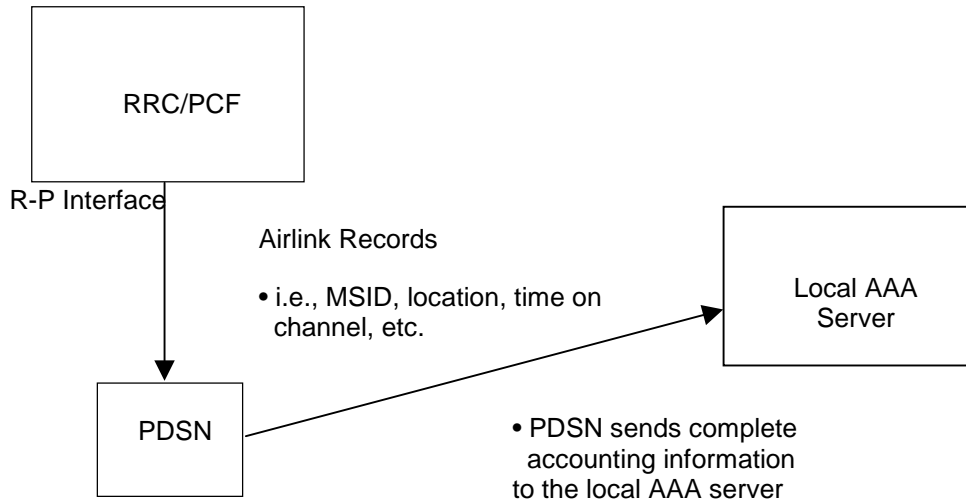 RRC/PCF
R-P Interface
Airlink Records
• i.e., MSID, location, time on
channel, etc.
Local AAA
Server
PDSN
• PDSN sends complete
accounting information
to the local AAA server